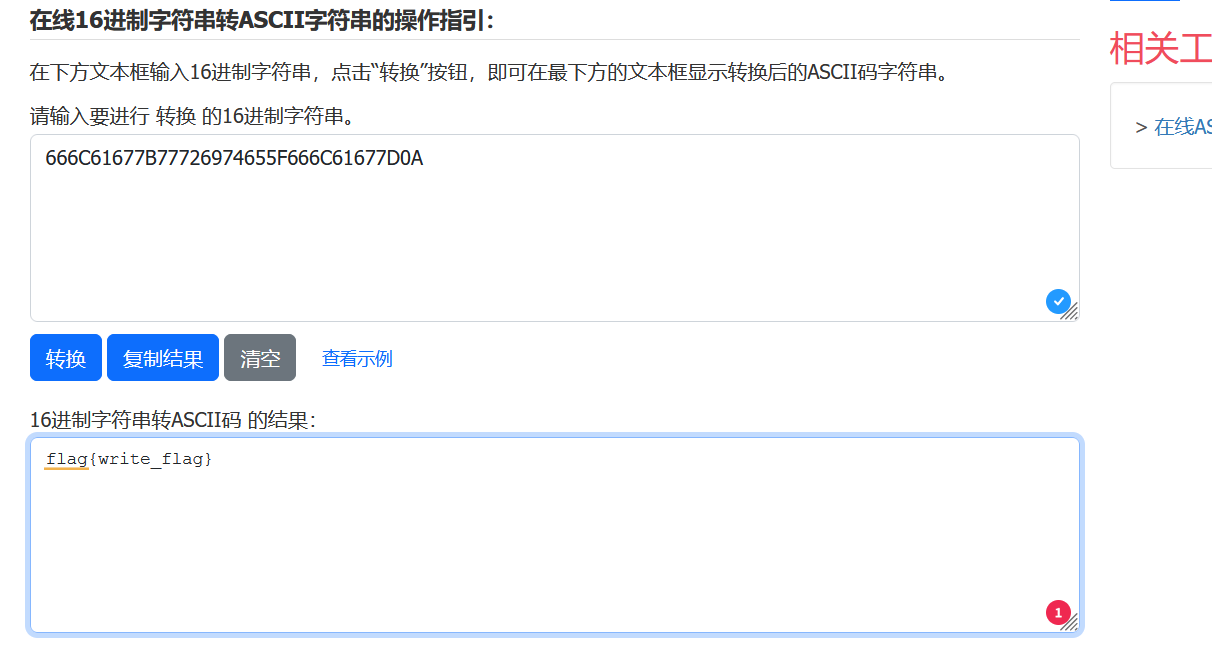 在线16进制字符串转ASCII字符串的操作指引：
在下方文本框输入16进制字符串，点击“转换”按钮，即可在最下方的文本框显示转换后的ASCII码字符串。
请输入要进行 转换 的16进制字符串。
666C61677B77726974655F666C61677D0A
转换 复制结果 清空 查看示例
16进制字符串转ASCII码 的结果：
flag{write_flag}
1
相关工
> 在线AS